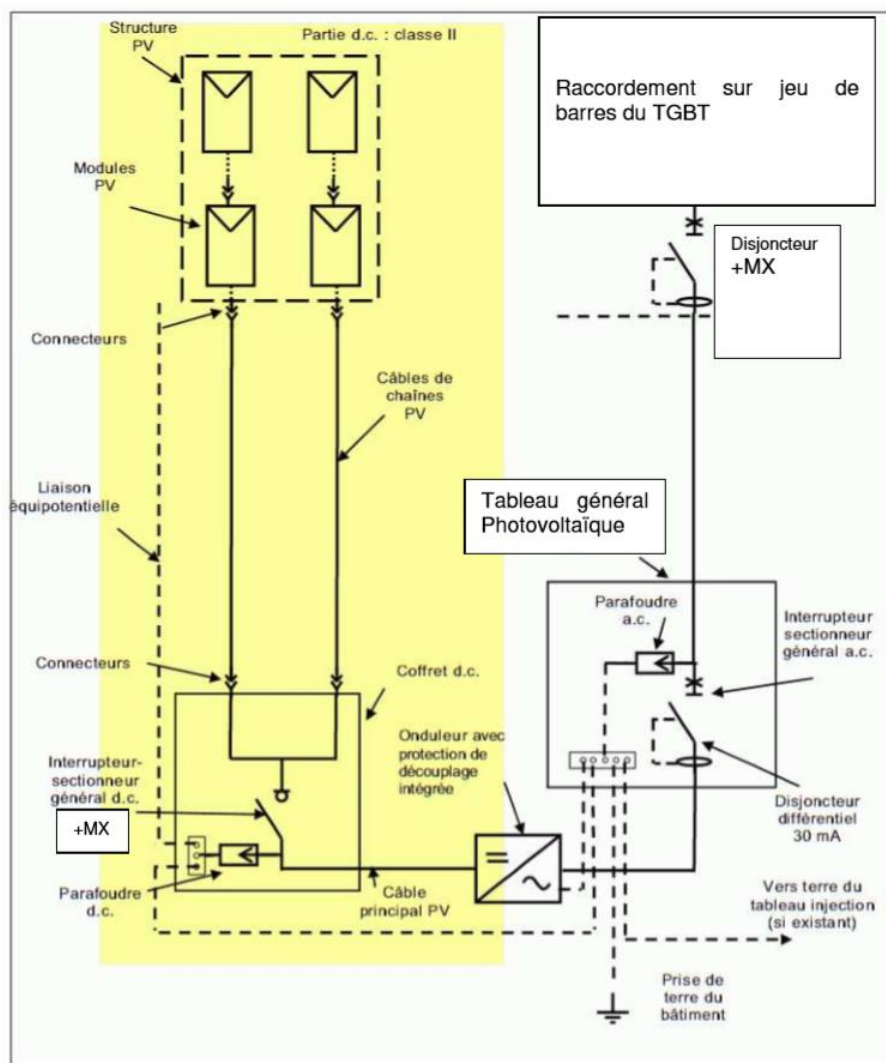 Structure
PV
Partie d.c. : classe II
Raccordement sur jeu de
barres du TGBT
Modules
PV
Disjoncteur
+MX
Connecteurs
Câbles de
chaînes
PV
Liaison
équipotentielle
Tableau général
Photovoltaïque
Parafoudre
a.c.
Interrupteur
sectionneur
général a.c.
Connecteurs
Coffret d.c.
Onduleur avec
protection de
découplage
intégrée
Interrupteur-
sectionneur
général d.c.
+MX
Disjoncteur
différentiel
30 mA
Parafoudre
d.c.
Câble
principal PV
Vers terre du
tableau injection
(si existant)
Prise de
terre du
bâtiment